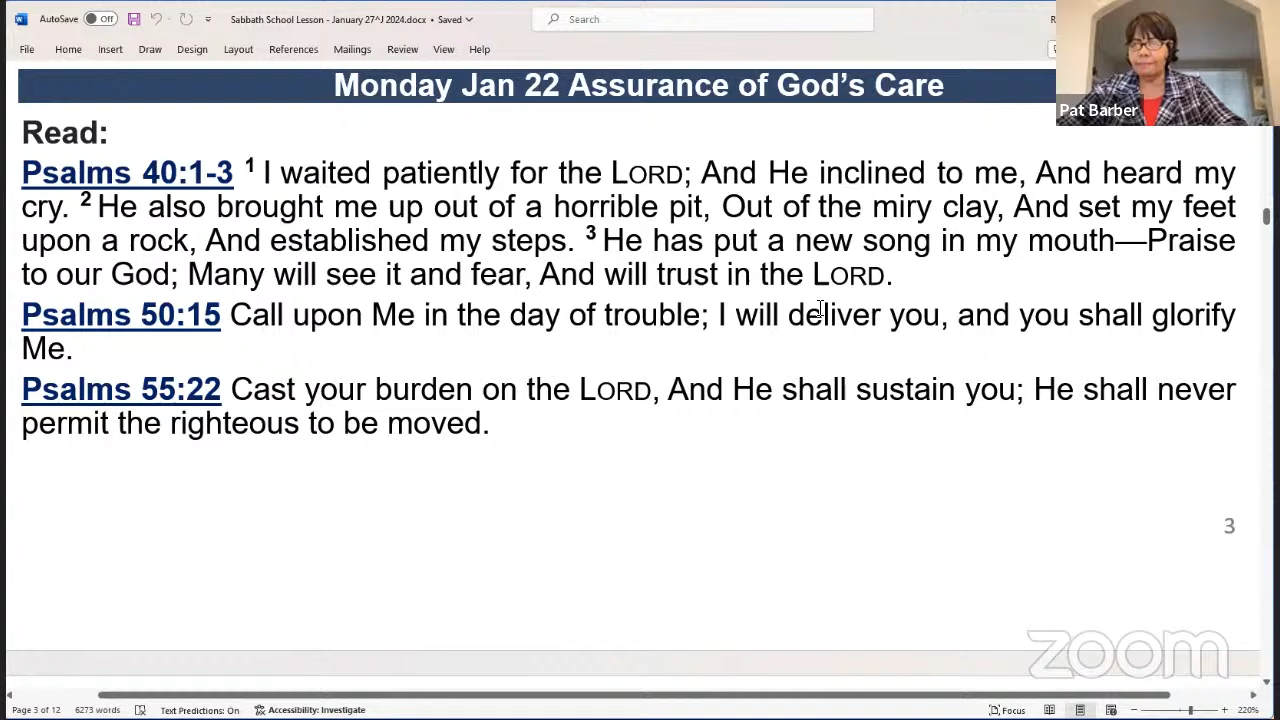 AutoSave Off Sabbath School Lesson - January 27^J 2024.docx • Saved Search R
File Home Insert Draw Design Layout References Mailings Review View Help
Monday Jan 22 Assurance of God’s Care
Pat Barber
Read:
Psalms 40:1-3 1 I waited patiently for the LORD; And He inclined to me, And heard my
cry. 2 He also brought me up out of a horrible pit, Out of the miry clay, And set my feet
upon a rock, And established my steps. 3 He has put a new song in my mouth—Praise
to our God; Many will see it and fear, And will trust in the LORD.
Psalms 50:15 Call upon Me in the day of trouble; I will deliver you, and you shall glorify
Me.
Psalms 55:22 Cast your burden on the LORD, And He shall sustain you; He shall never
permit the righteous to be moved.
3
zoom
Page 3 of 12 6273 words Text Predictions: On Accessibility: Investigate Focus 220%